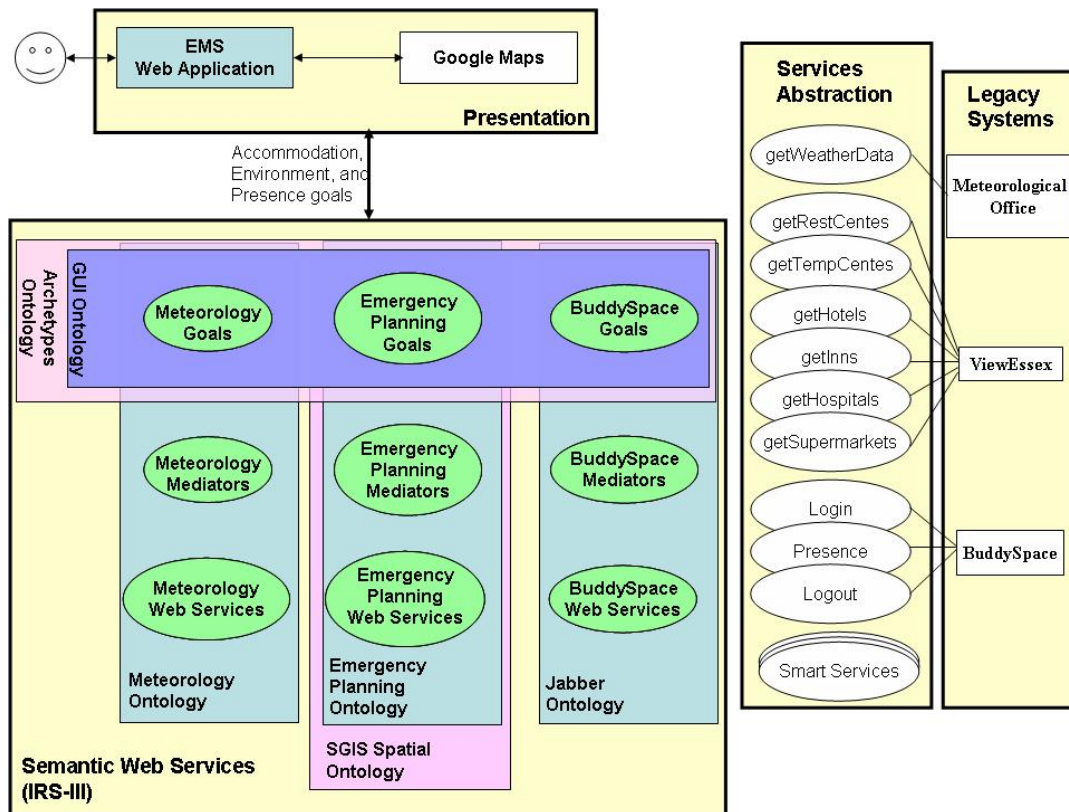 EMS
Web Application
Google Maps
Presentation
Accommodation,
Environment, and
Presence goals
Archetypes
Ontology
GUI Ontology
Meteorology
Goals
Emergency
Planning
Goals
BuddySpace
Goals
Meteorology
Mediators
Emergency
Planning
Mediators
BuddySpace
Mediators
Meteorology
Web Services
Emergency
Planning
Web Services
BuddySpace
Web Services
Meteorology
Ontology
Emergency
Planning
Ontology
Jabber
Ontology
SGIS Spatial
Ontology
Semantic Web Services
(IRS-III)
Services
Abstraction
getWeatherData
getRestCentes
getTempCentes
getHotels
getInns
getHospitals
getSupermarkets
Login
Presence
Logout
Smart Services
Legacy
Systems
Meteorological
Office
ViewEssex
BuddySpace